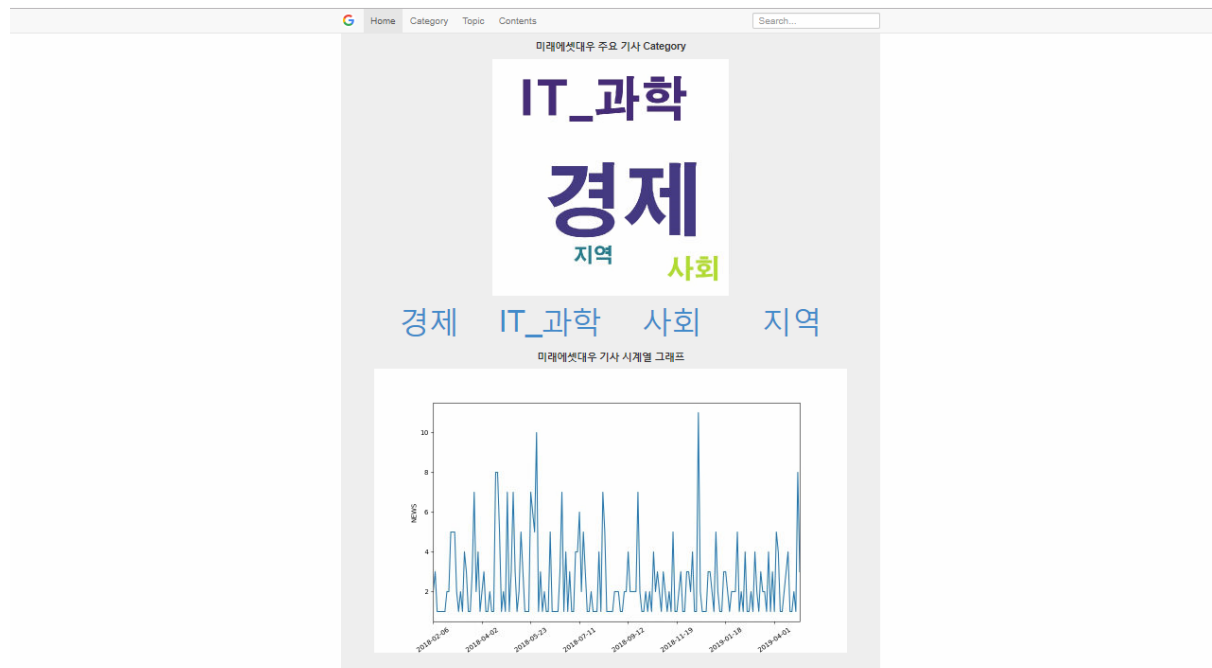 Home Category Topic Contents Search...
미래에셋대우 주요 기사 Category
IT_과학
경제
지역
사회
경제 IT_과학 사회 지역
미래에셋대우 기사 시계열 그래프
10
8
6
4
2
NEWS
2018-02-06 2018-04-02 2018-05-23 2018-07-11 2018-09-12 2018-11-19 2019-01-18 2019-04-01